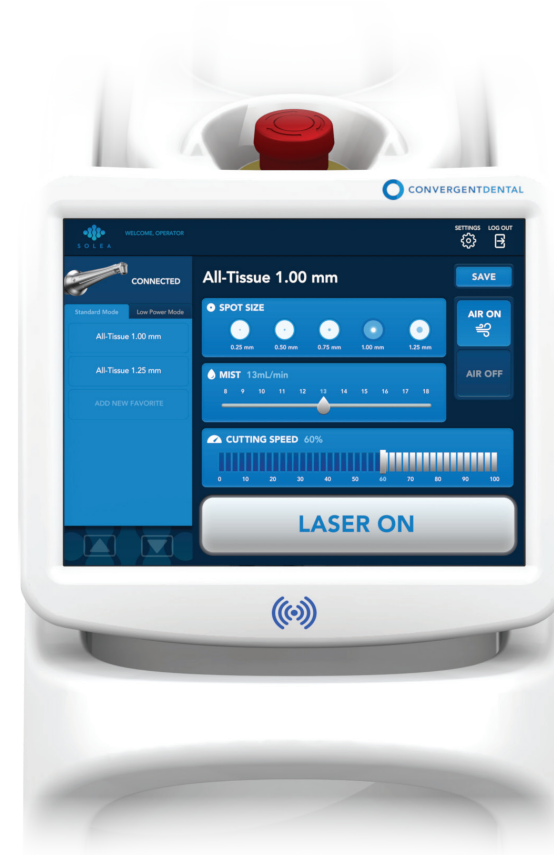 CONVERGENTDENTAL
SOLEA
WELCOME, OPERATOR
SETTINGS LOG OUT
CONNECTED
All-Tissue 1.00 mm
SAVE
Standard Mode Low Power Mode
All-Tissue 1.00 mm
All-Tissue 1.25 mm
ADD NEW FAVORITE
SPOT SIZE
0.25 mm 0.50 mm 0.75 mm 1.00 mm 1.25 mm
AIR ON
AIR OFF
MIST 13mL/min
8 9 10 11 12 13 14 15 16 17 18
CUTTING SPEED 60%
0 10 20 30 40 50 60 70 80 90 100
LASER ON